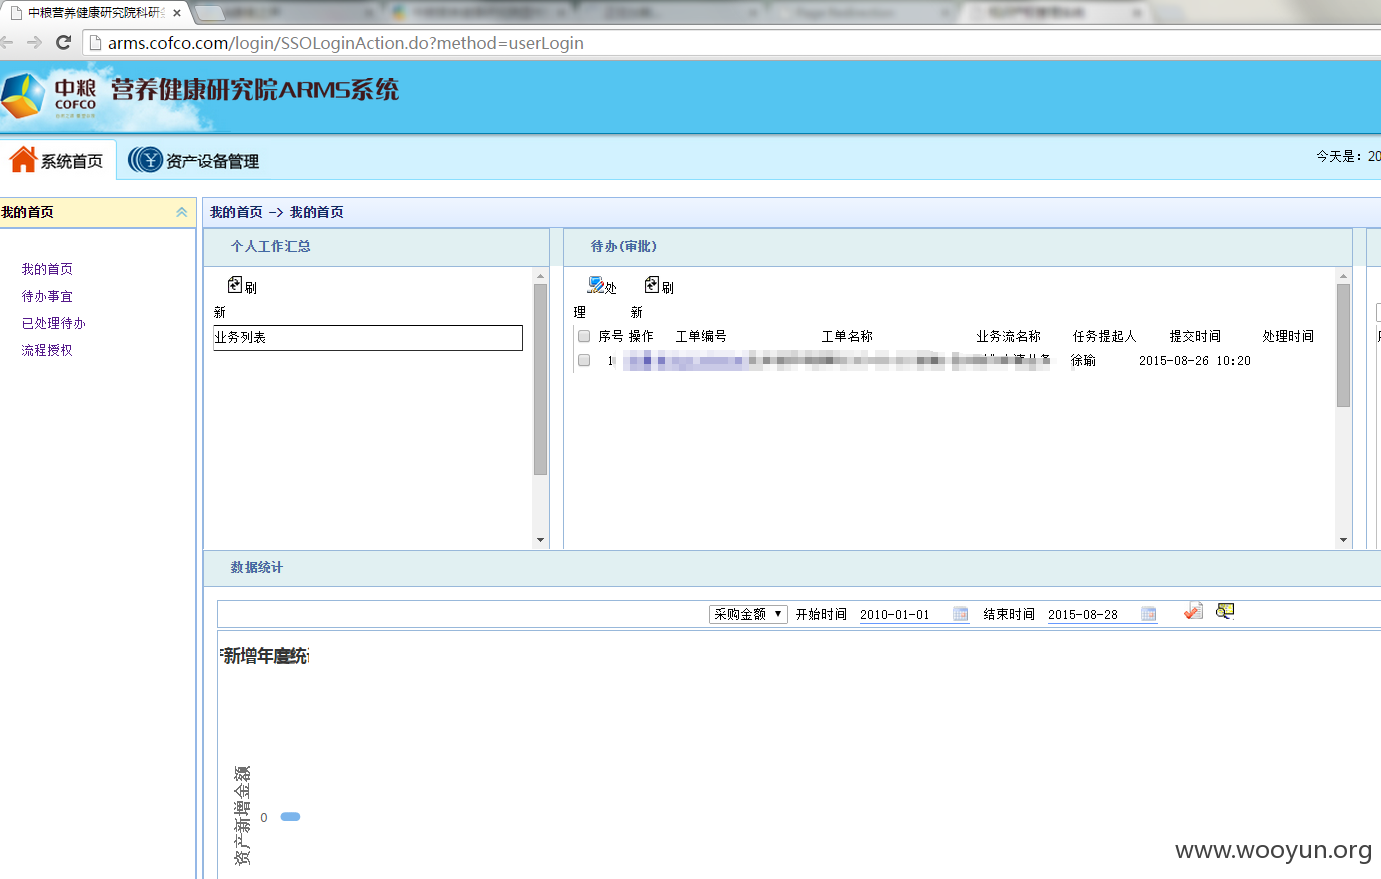 中粮营养健康研究院科研
arms.cofco.com/login/SSOLoginAction.do?method=userLogin
中粮
COFCO
营养健康研究院ARMS系统
系统首页
资产设备管理
今天是：20
我的首页
我的首页 -> 我的首页
个人工作汇总
待办(审批)
我的首页
待办事宜
已处理待办
流程授权
刷
新
业务列表
处
理
刷
新
序号 操作 工单编号 工单名称 业务流名称 任务提起人 提交时间 处理时间
1 徐瑜 2015-08-26 10:20
数据统计
采购金额 开始时间 2010-01-01 结束时间 2015-08-28
新增年度统
资产新增金额
0
www.wooyun.org